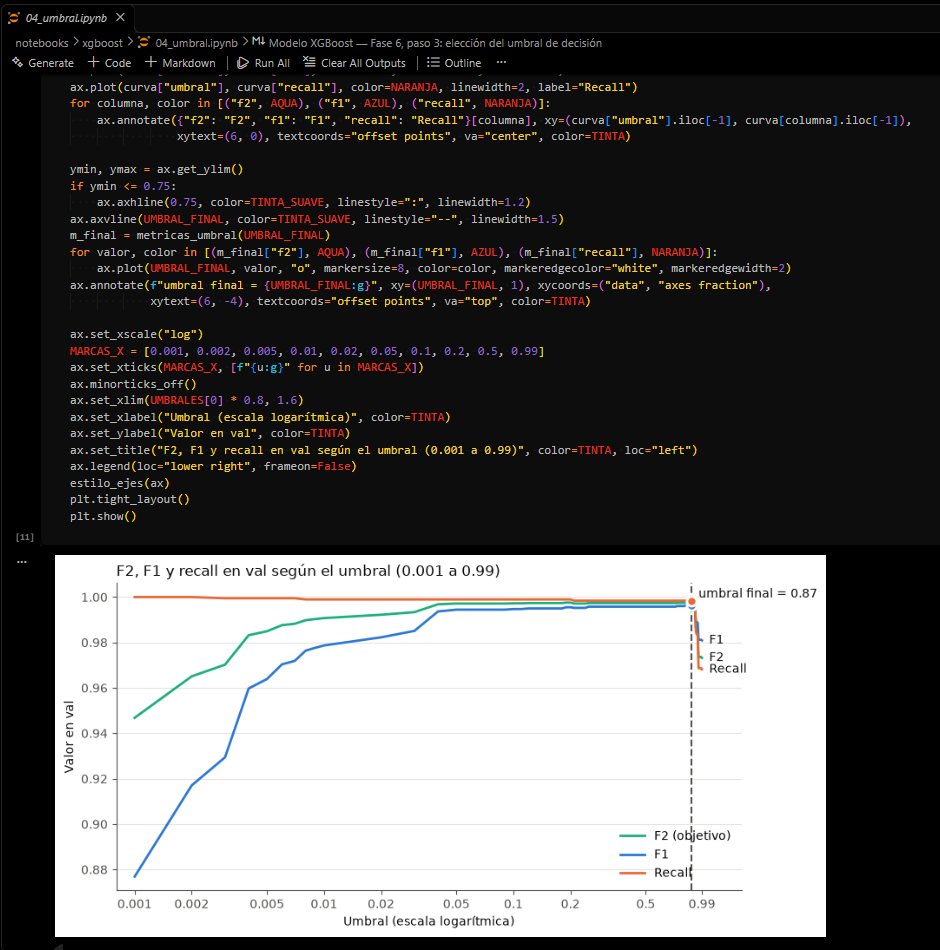 04_umbral.ipynb
notebooks > xgboost > 04_umbral.ipynb > M↓ Modelo XGBoost — Fase 6, paso 3: elección del umbral de decisión
Generate + Code + Markdown Run All Clear All Outputs Outline ...
ax.plot(curva["umbral"], curva["recall"], color=NARANJA, linewidth=2, label="Recall")
for columna, color in [("f2", AQUA), ("f1", AZUL), ("recall", NARANJA)]:
    ax.annotate({"f2": "F2", "f1": "F1", "recall": "Recall"}[columna], xy=(curva["umbral"].iloc[-1], curva[columna].iloc[-1]),
                xytext=(6, 0), textcoords="offset points", va="center", color=TINTA)
ymin, ymax = ax.get_ylim()
if ymin <= 0.75:
    ax.axhline(0.75, color=TINTA_SUAVE, linestyle=":", linewidth=1.2)
ax.axvline(UMBRAL_FINAL, color=TINTA_SUAVE, linestyle="--", linewidth=1.5)
m_final = metricas_umbral(UMBRAL_FINAL)
for valor, color in [(m_final["f2"], AQUA), (m_final["f1"], AZUL), (m_final["recall"], NARANJA)]:
    ax.plot(UMBRAL_FINAL, valor, "o", markersize=8, color=color, markeredgecolor="white", markeredgewidth=2)
ax.annotate(f"umbral final = {UMBRAL_FINAL:g}", xy=(UMBRAL_FINAL, 1), xycoords=("data", "axes fraction"),
            xytext=(6, -4), textcoords="offset points", va="top", color=TINTA)
ax.set_xscale("log")
MARCAS_X = [0.001, 0.002, 0.005, 0.01, 0.02, 0.05, 0.1, 0.2, 0.5, 0.99]
ax.set_xticks(MARCAS_X, [f"{u:g}" for u in MARCAS_X])
ax.minorticks_off()
ax.set_xlim(UMBRALES[0] * 0.8, 1.6)
ax.set_xlabel("Umbral (escala logarítmica)", color=TINTA)
ax.set_ylabel("Valor en val", color=TINTA)
ax.set_title("F2, F1 y recall en val según el umbral (0.001 a 0.99)", color=TINTA, loc="left")
ax.legend(loc="lower right", frameon=False)
estilo_ejes(ax)
plt.tight_layout()
plt.show()
[11]
...
F2, F1 y recall en val según el umbral (0.001 a 0.99)
umbral final = 0.87
1.00
0.98
0.96
0.94
0.92
0.90
0.88
Valor en val
F1
F2
Recall
F2 (objetivo)
F1
Recall
0.001 0.002 0.005 0.01 0.02 0.05 0.1 0.2 0.5 0.99
Umbral (escala logarítmica)